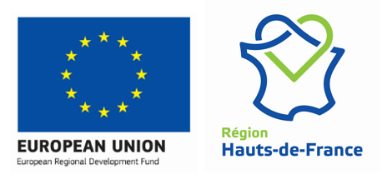 EUROPEAN UNION
European Regional Development Fund
Région
Hauts-de-France